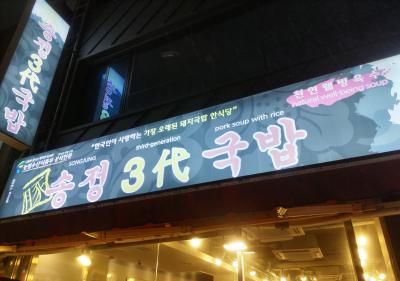 송정3代국밥
"한국인이 사랑하는 가장 오래된 돼지국밥 한식당"
천연웰빙육수
natural well-being soup
SONGJUNG
third-generation
pork soup with rice
송정 3代 국밥